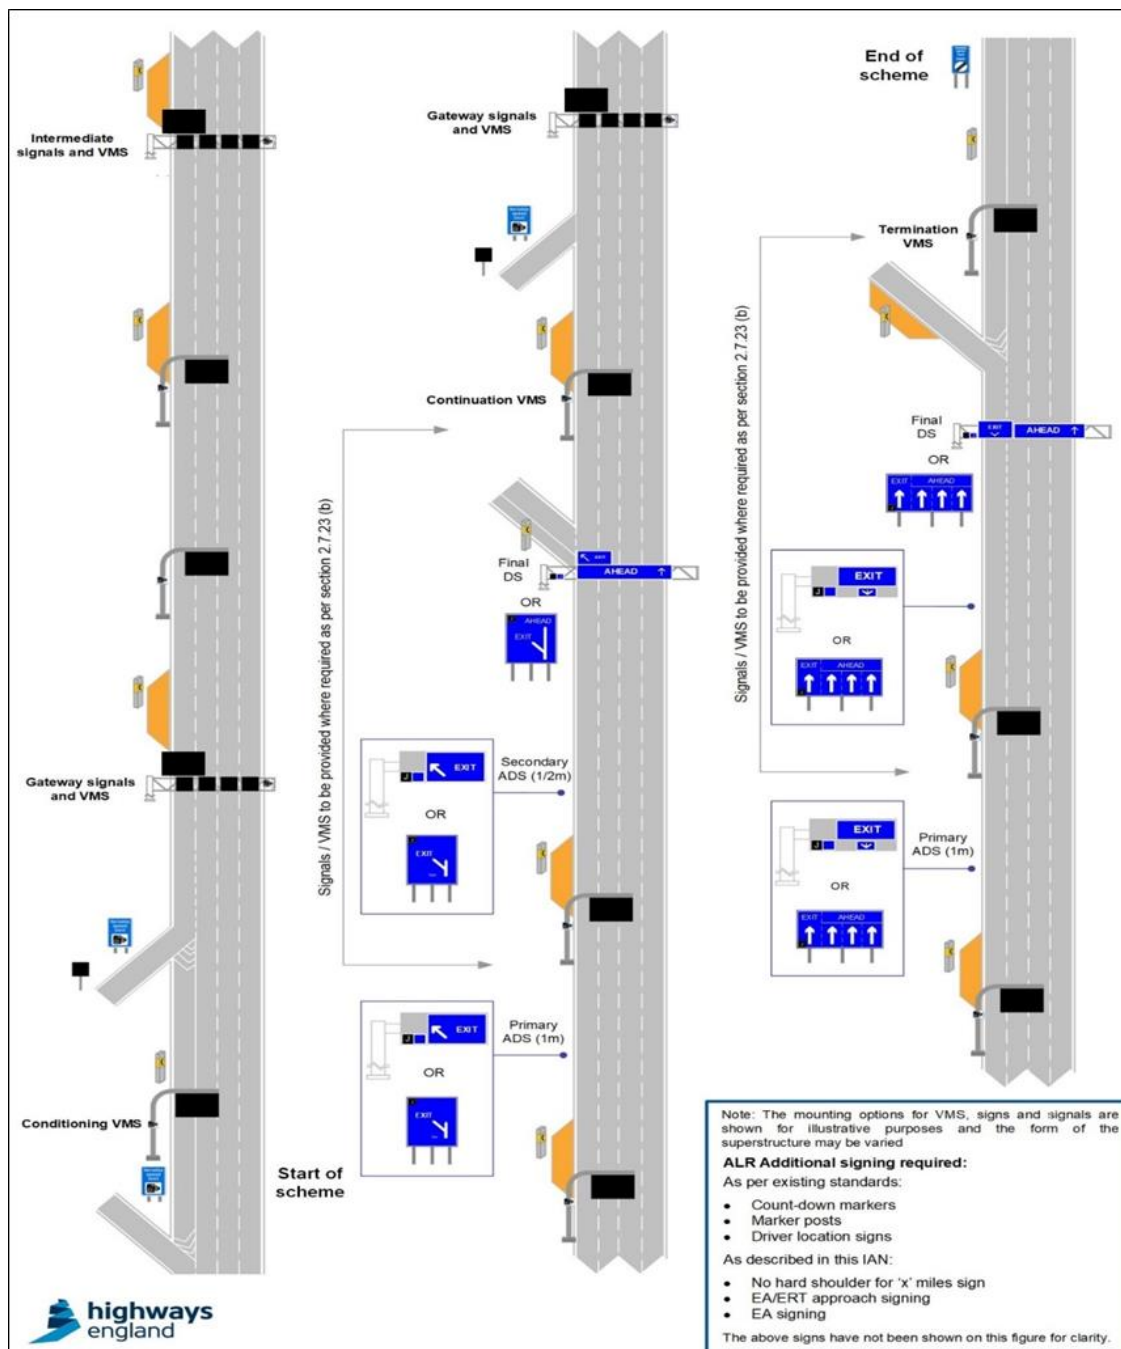 Intermediate
signals and VMS
Gateway signals
and VMS
Conditioning VMS
Start of
scheme
Gateway signals
and VMS
Continuation VMS
Signals / VMS to be provided where required as per section 2.7.23 (b)
EXIT
AHEAD ↑
Final
DS
OR
AHEAD
EXIT
J
EXIT
Secondary
ADS (1/2m)
OR
EXIT
J
EXIT
Primary
ADS (1m)
OR
EXIT
End of
scheme
Termination
VMS
Signals / VMS to be provided where required as per section 2.7.23 (b)
Final
DS
EXIT
AHEAD ↑
OR
EXIT AHEAD
EXIT
J
OR
EXIT AHEAD
EXIT
J
Primary
ADS (1m)
OR
EXIT AHEAD
Note: The mounting options for VMS, signs and signals are
shown for illustrative purposes and the form of the
superstructure may be varied
ALR Additional signing required:
As per existing standards:
• Count-down markers
• Marker posts
• Driver location signs
As described in this IAN:
• No hard shoulder for 'x' miles sign
• EA/ERT approach signing
• EA signing
The above signs have not been shown on this figure for clarity.
highways
england